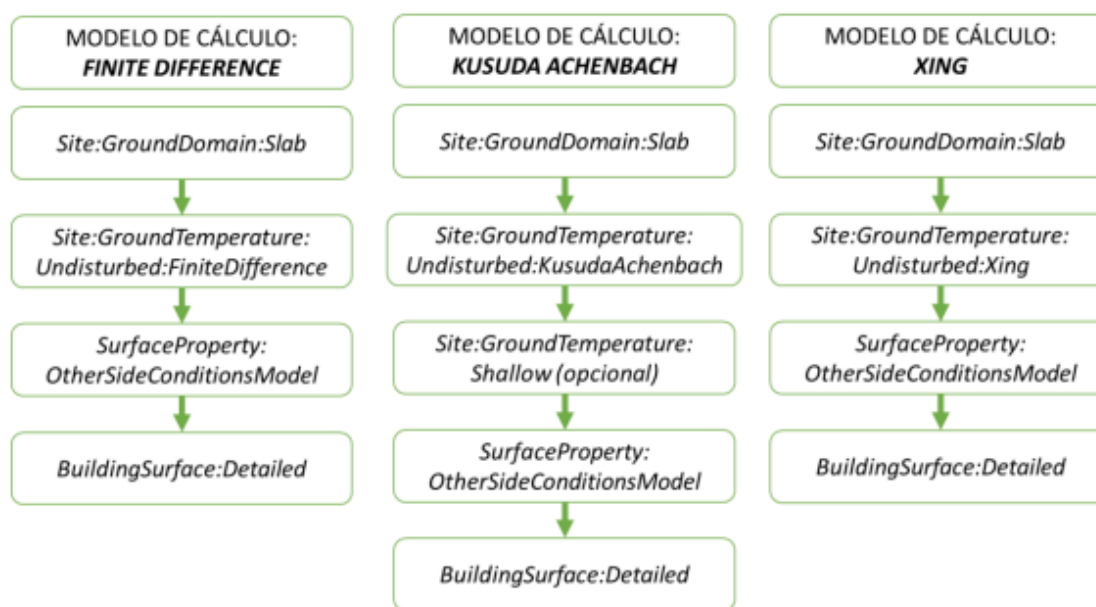 MODELO DE CÁLCULO:
FINITE DIFFERENCE
Site:GroundDomain:Slab
Site:GroundTemperature:
Undisturbed:FiniteDifference
SurfaceProperty:
OtherSideConditionsModel
BuildingSurface:Detailed
MODELO DE CÁLCULO:
KUSUDA ACHENBACH
Site:GroundDomain:Slab
Site:GroundTemperature:
Undisturbed:KusudaAchenbach
Site:GroundTemperature:
Shallow (opcional)
SurfaceProperty:
OtherSideConditionsModel
BuildingSurface:Detailed
MODELO DE CÁLCULO:
XING
Site:GroundDomain:Slab
Site:GroundTemperature:
Undisturbed:Xing
SurfaceProperty:
OtherSideConditionsModel
BuildingSurface:Detailed